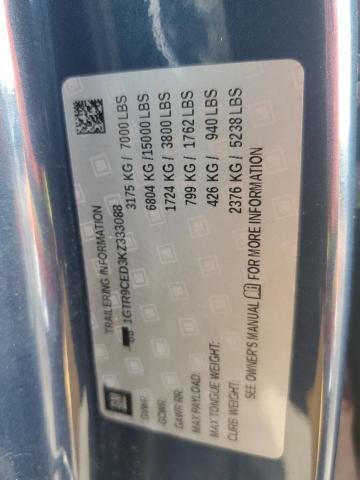 TRAILERING INFORMATION
1GTR9CED3KZ333088
GM
GVWR: 3175 KG / 7000 LBS
GCWR: 6804 KG /15000 LBS
GAWR RR: 1724 KG / 3800 LBS
MAX PAYLOAD: 799 KG / 1762 LBS
MAX TONGUE WEIGHT: 426 KG / 940 LBS
CURB WEIGHT: 2376 KG / 5238 LBS
SEE OWNER'S MANUAL FOR MORE INFORMATION